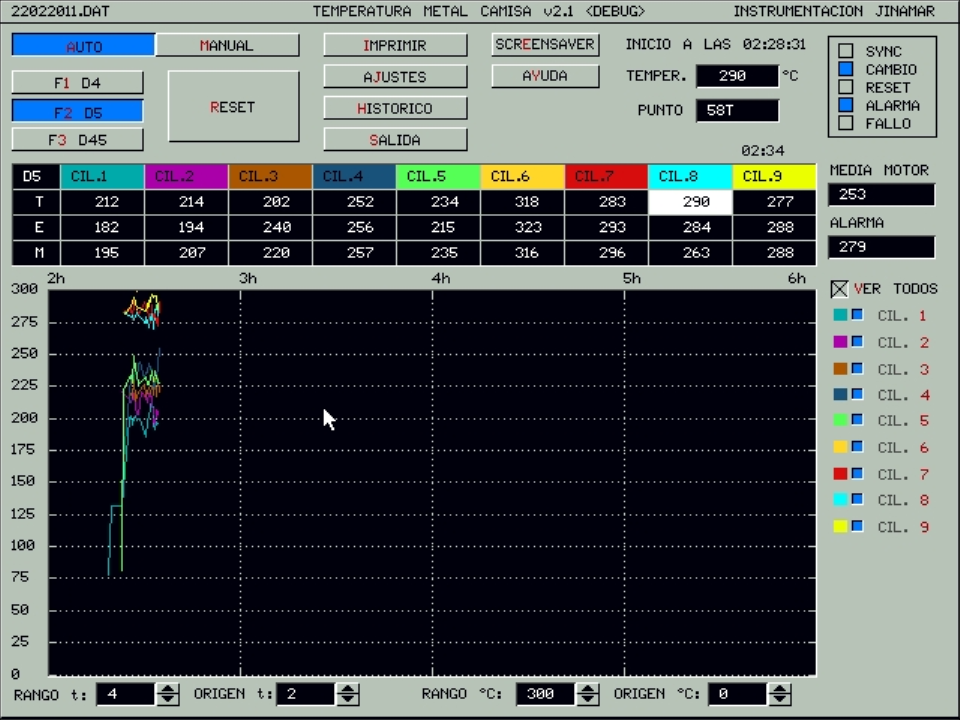 22022011.DAT TEMPERATURA METAL CAMISA v2.1 <DEBUG> INSTRUMENTACION JINAMAR
AUTO MANUAL IMPRIMIR SCREENSAVER INICIO A LAS 02:28:31 SYNC
F1 D4 AJUSTES AYUDA TEMPER. 290 °C CAMBIO
RESET
F2 D5 RESET HISTORICO PUNTO 58T ALARMA
F3 D45 SALIDA FALLO
02:34
D5 CIL.1 CIL.2 CIL.3 CIL.4 CIL.5 CIL.6 CIL.7 CIL.8 CIL.9 MEDIA MOTOR
T 212 214 202 252 234 318 283 290 277 253
E 182 194 240 256 215 323 293 284 288 ALARMA
M 195 207 220 257 235 316 296 263 288 279
2h 3h 4h 5h 6h
300 VER TODOS
275 CIL. 1
CIL. 2
250 CIL. 3
225 CIL. 4
200 CIL. 5
175 CIL. 6
CIL. 7
150 CIL. 8
125 CIL. 9
100
75
50
25
0
RANGO t: 4 ORIGEN t: 2 RANGO °C: 300 ORIGEN °C: 0